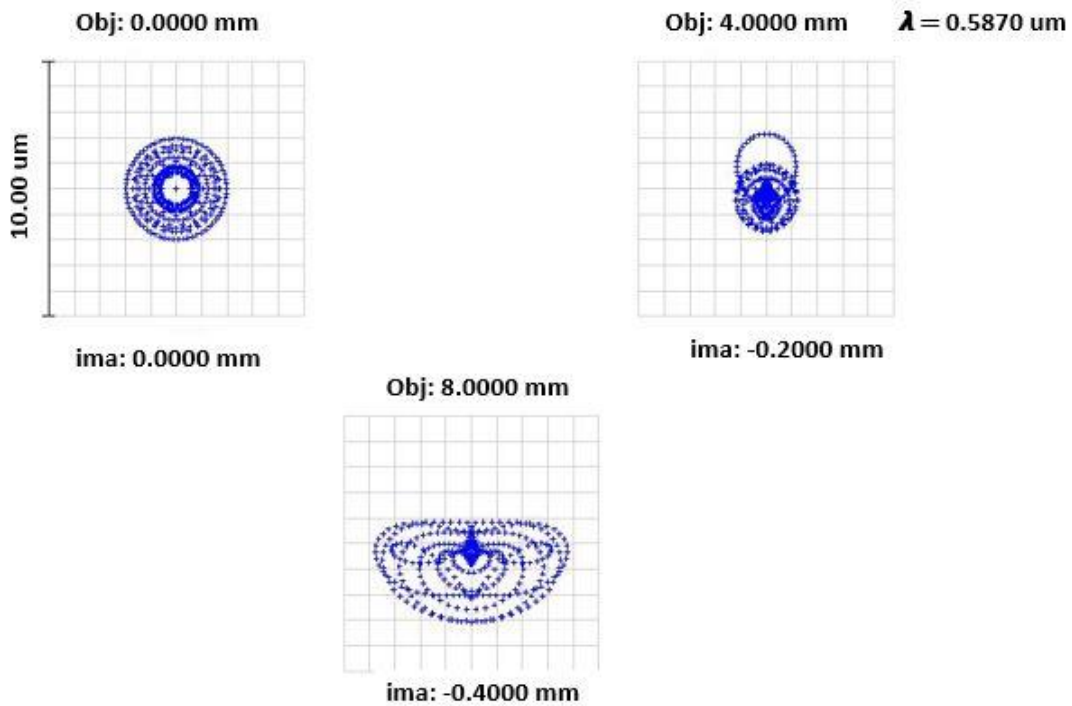 Obj: 0.0000 mm
Obj: 4.0000 mm
λ = 0.5870 um
10.00 um
ima: 0.0000 mm
ima: -0.2000 mm
Obj: 8.0000 mm
ima: -0.4000 mm